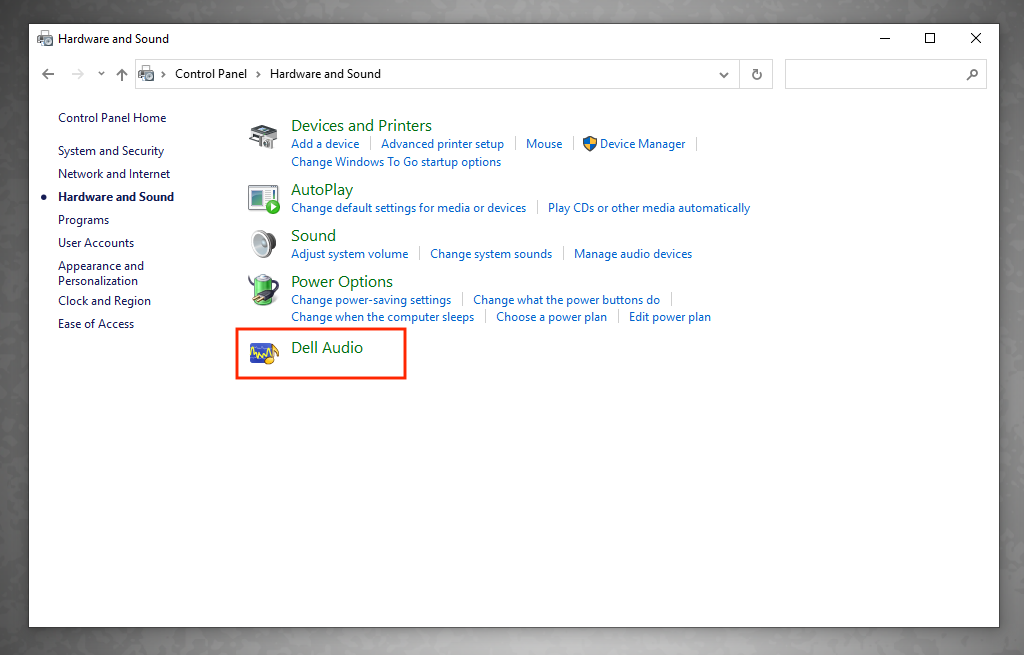 Hardware and Sound
Control Panel > Hardware and Sound
Control Panel Home
System and Security
Network and Internet
Hardware and Sound
Programs
User Accounts
Appearance and
Personalization
Clock and Region
Ease of Access
Devices and Printers
Add a device | Advanced printer setup | Mouse | Device Manager |
Change Windows To Go startup options
AutoPlay
Change default settings for media or devices | Play CDs or other media automatically
Sound
Adjust system volume | Change system sounds | Manage audio devices
Power Options
Change power-saving settings | Change what the power buttons do |
Change when the computer sleeps | Choose a power plan | Edit power plan
Dell Audio